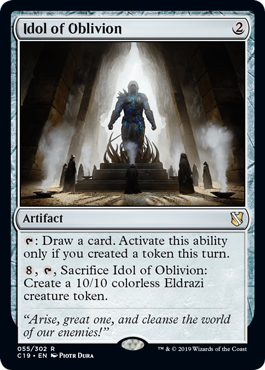 Idol of Oblivion 2
Artifact
: Draw a card. Activate this ability
only if you created a token this turn.
8, , Sacrifice Idol of Oblivion:
Create a 10/10 colorless Eldrazi
creature token.
“Arise, great one, and cleanse the world
of our enemies!”
055/302 R
C19 • EN Piotr Dura
™ & © 2019 Wizards of the Coast